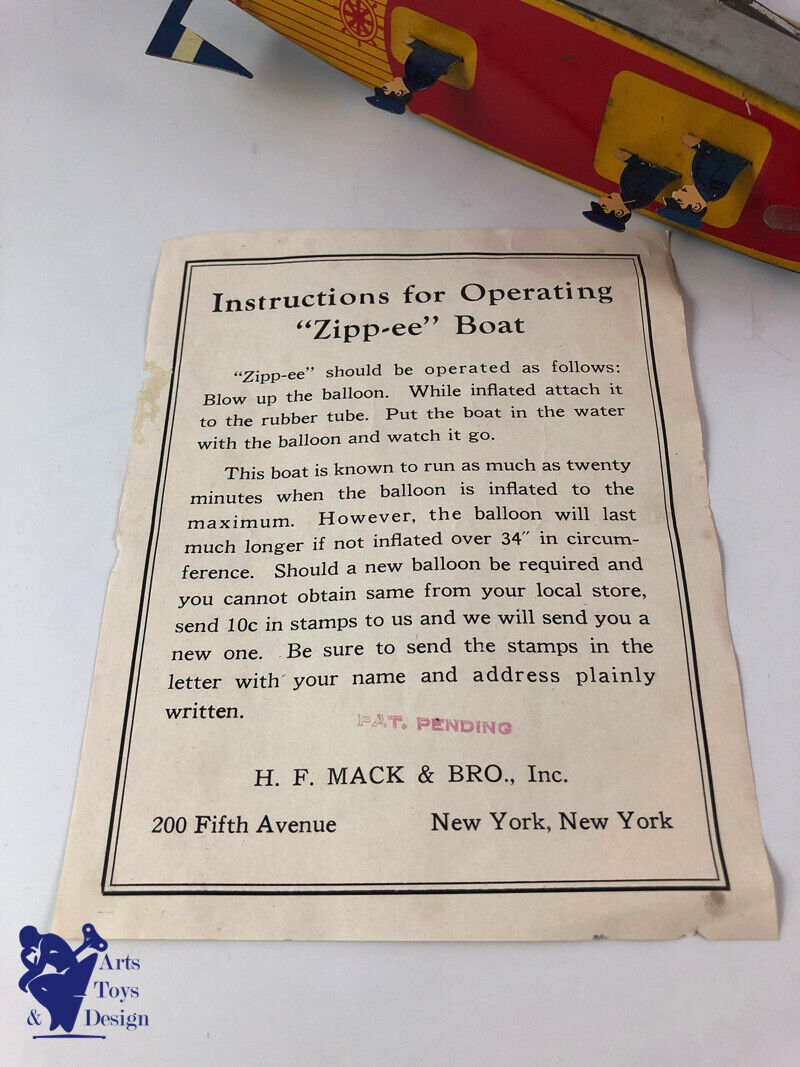 Instructions for Operating
"Zipp-ee" Boat
"Zipp-ee" should be operated as follows:
Blow up the balloon. While inflated attach it
to the rubber tube. Put the boat in the water
with the balloon and watch it go.
This boat is known to run as much as twenty
minutes when the balloon is inflated to the
maximum. However, the balloon will last
much longer if not inflated over 34″ in circum-
ference. Should a new balloon be required and
you cannot obtain same from your local store,
send 10c in stamps to us and we will send you a
new one. Be sure to send the stamps in the
letter with your name and address plainly
written.
PAT. PENDING
H. F. MACK & BRO., Inc.
200 Fifth Avenue New York, New York
Arts
Toys
& Design